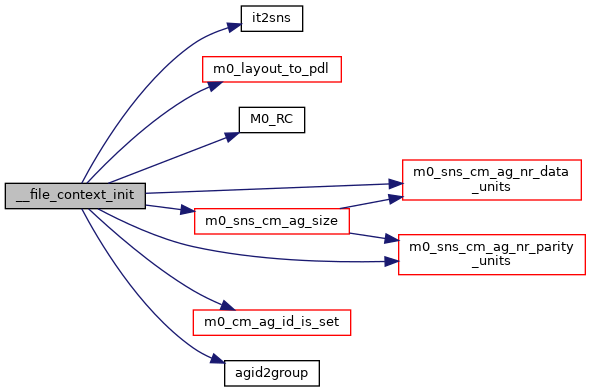 it2sns
m0_layout_to_pdl
M0_RC
__file_context_init
m0_sns_cm_ag_size
m0_sns_cm_ag_nr_data
_units
m0_sns_cm_ag_nr_parity
_units
m0_cm_ag_id_is_set
agid2group